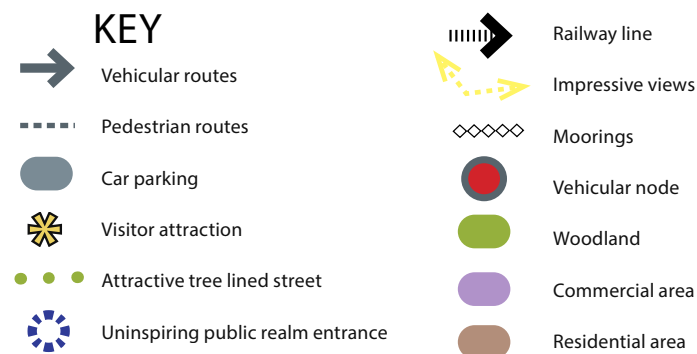 KEY
Vehicular routes
Pedestrian routes
Car parking
Visitor attraction
Attractive tree lined street
Uninspiring public realm entrance
Railway line
Impressive views
Moorings
Vehicular node
Woodland
Commercial area
Residential area